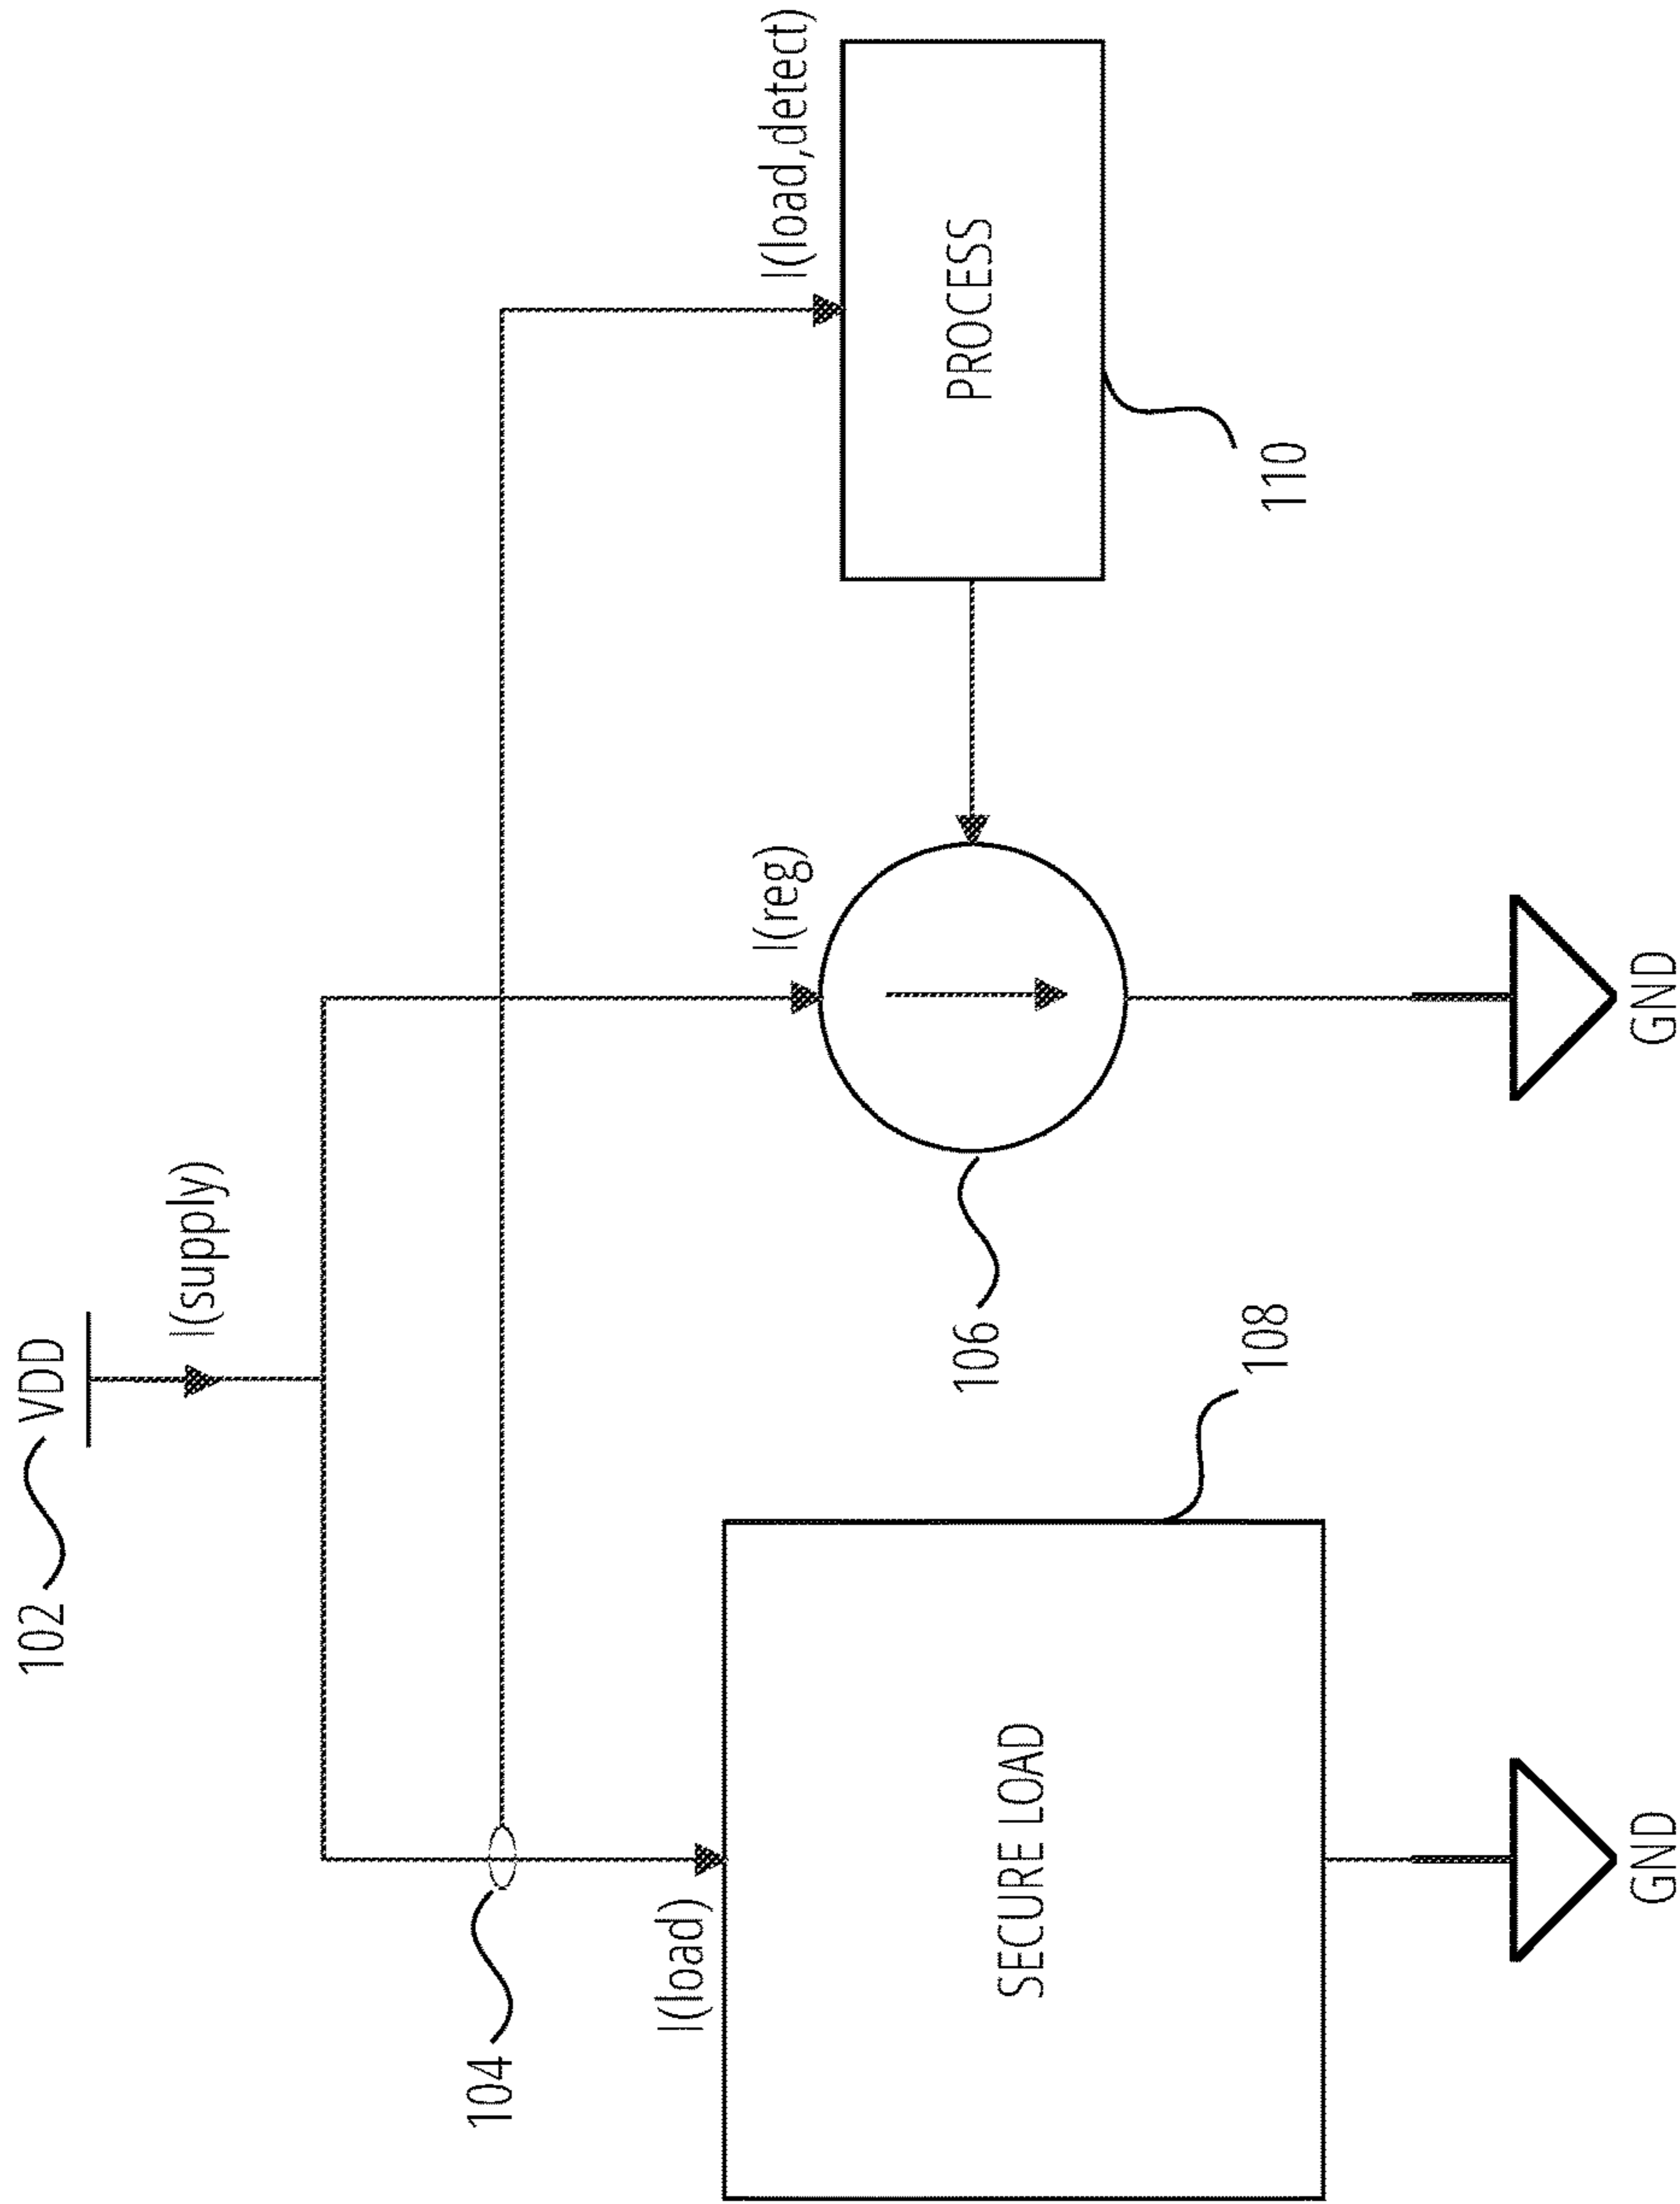 102
VDD
I(supply)
104
I(load)
I(reg)
I(load,detect)
SECURE LOAD
106
PROCESS
108
110
GND
GND